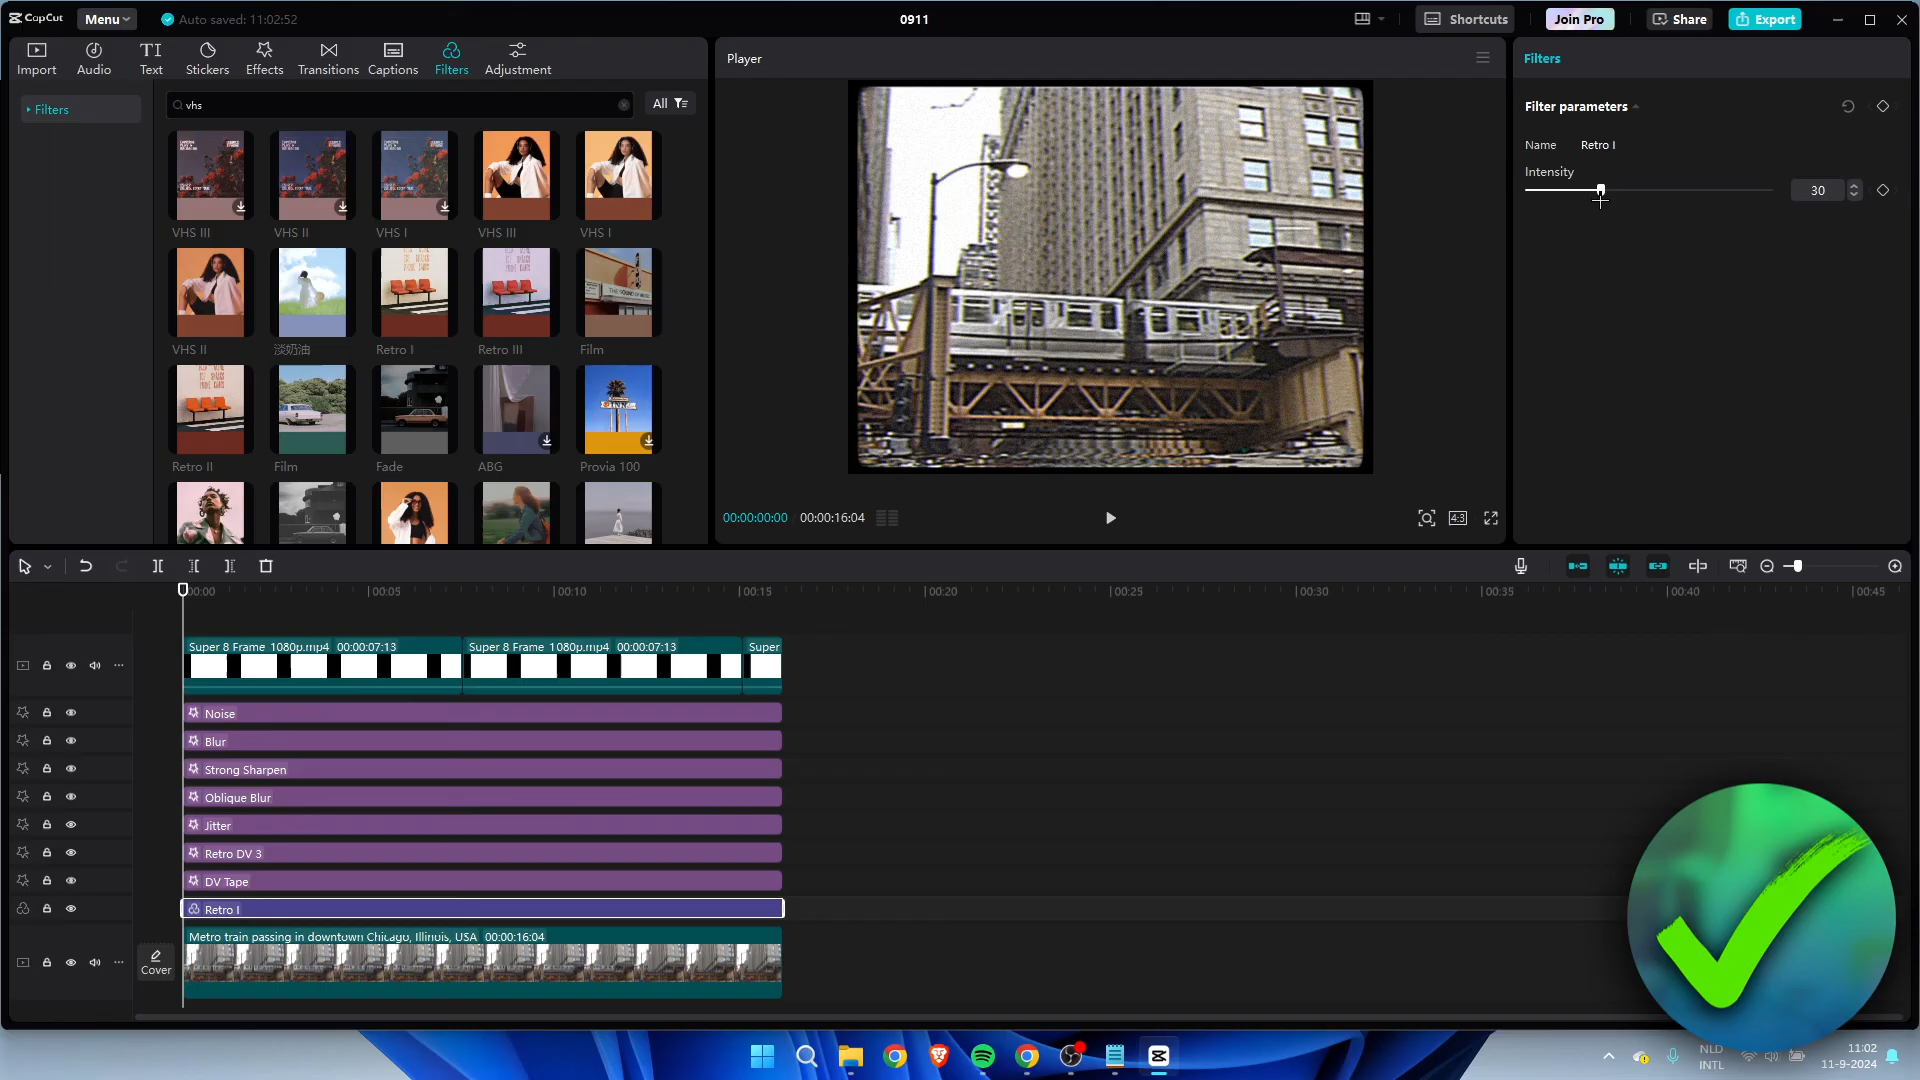 CapCut
Menu
Auto saved: 11:02:52
0911
Shortcuts
Join Pro
Share
Export
Import
Audio
Text
Stickers
Effects
Transitions
Captions
Filters
Adjustment
Filters
vhs
All
VHS III
VHS II
VHS I
VHS III
VHS I
VHS II
淡奶油
Retro I
Retro III
Film
Retro II
Film
Fade
ABG
Provia 100
Player
00:00:00:00
00:00:16:04
4:3
Filters
Filter parameters
Name
Retro I
Intensity
30
00:00
00:05
00:10
00:15
00:20
00:25
00:30
00:35
00:40
00:45
Super 8 Frame 1080p.mp4 00:00:07:13
Super 8 Frame 1080p.mp4 00:00:07:13
Super
Noise
Blur
Strong Sharpen
Oblique Blur
Jitter
Retro DV 3
DV Tape
Retro I
Metro train passing in downtown Chicago, Illinois, USA 00:00:16:04
Cover
NLD
INTL
11:02
11-9-2024